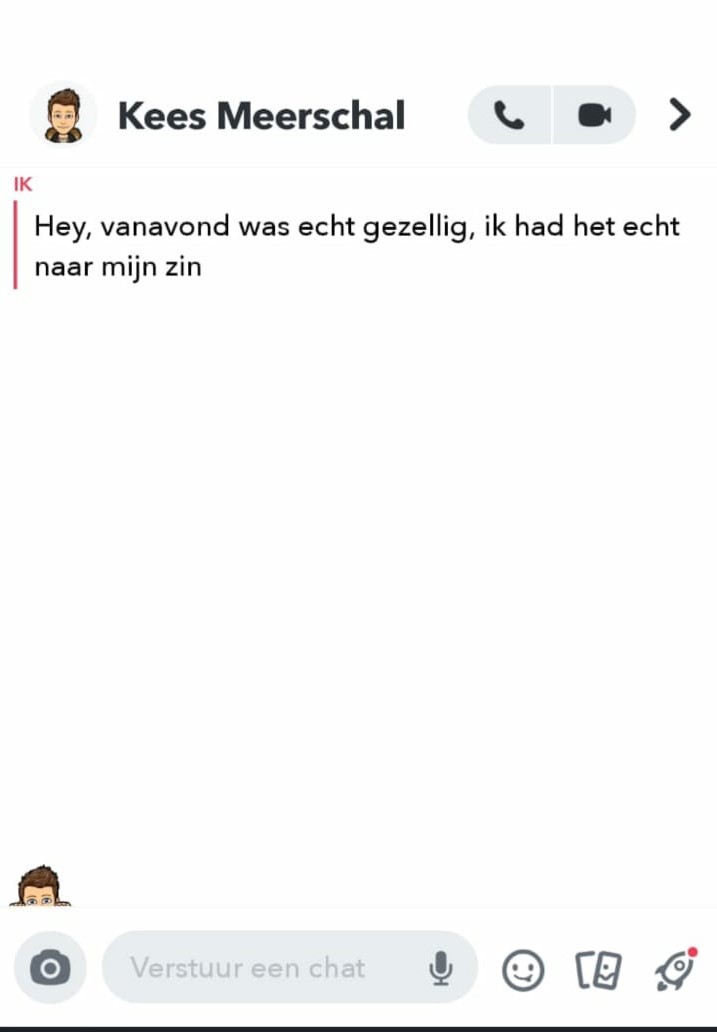 Kees Meerschal
IK
Hey, vanavond was echt gezellig, ik had het echt
naar mijn zin
Verstuur een chat